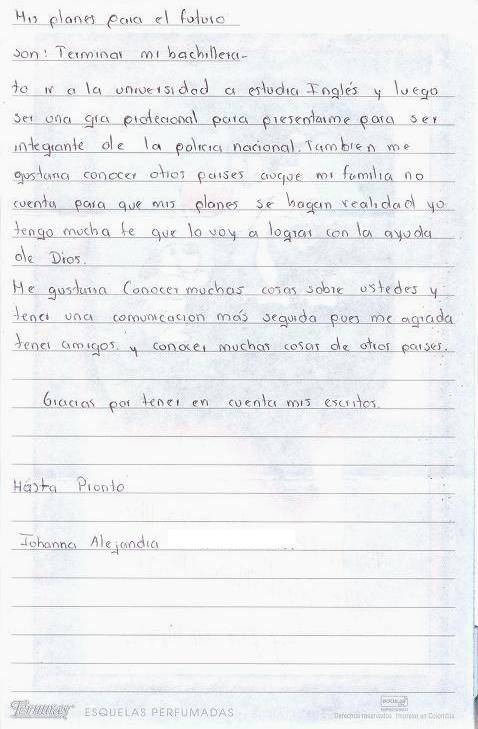 Mis planes para el futuro
son: Terminar mi bachillera-
to ir a la universidad a estudia Inglés y luego
ser una gra profecional para presentarme para ser
integrante de la policia nacional. Tambien me
gustaria conocer otros paises auque mi familia no
cuenta para que mis planes se hagan realidad yo
tengo mucha fe que lo voy a lograr con la ayuda
de Dios.
Me gustaria Conocer muchas cosas sobre ustedes y
tener una comunicacion más seguida pues me agrada
tener amigos. y conocer muchas cosas de otros paises.
Gracias por tener en cuenta mis escritos.
Hasta Pronto
Johanna Alejandra
ESQUELAS PERFUMADAS
Derechos reservados Impreso en Colombia